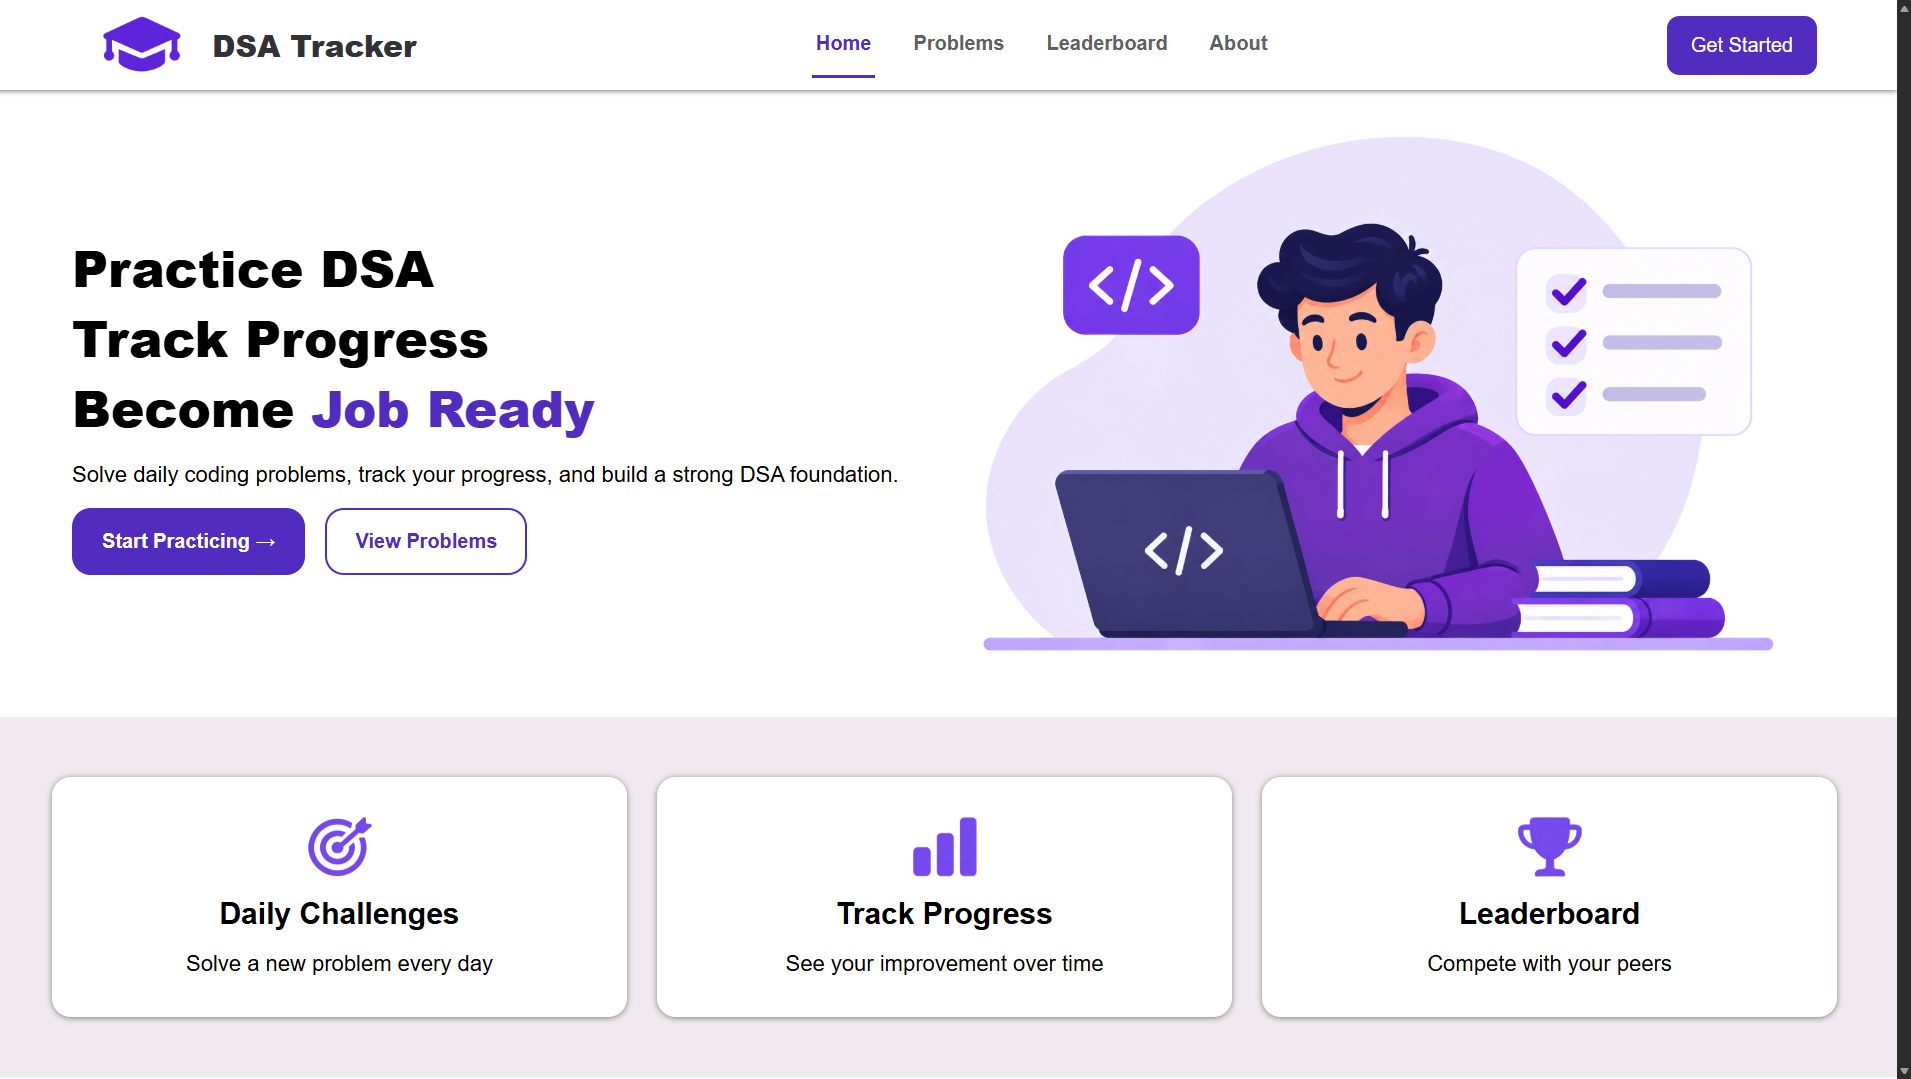 DSA Tracker
Home
Problems
Leaderboard
About
Get Started
Practice DSA
Track Progress
Become Job Ready
Solve daily coding problems, track your progress, and build a strong DSA foundation.
Start Practicing →
View Problems
</>
</>
Daily Challenges
Solve a new problem every day
Track Progress
See your improvement over time
Leaderboard
Compete with your peers